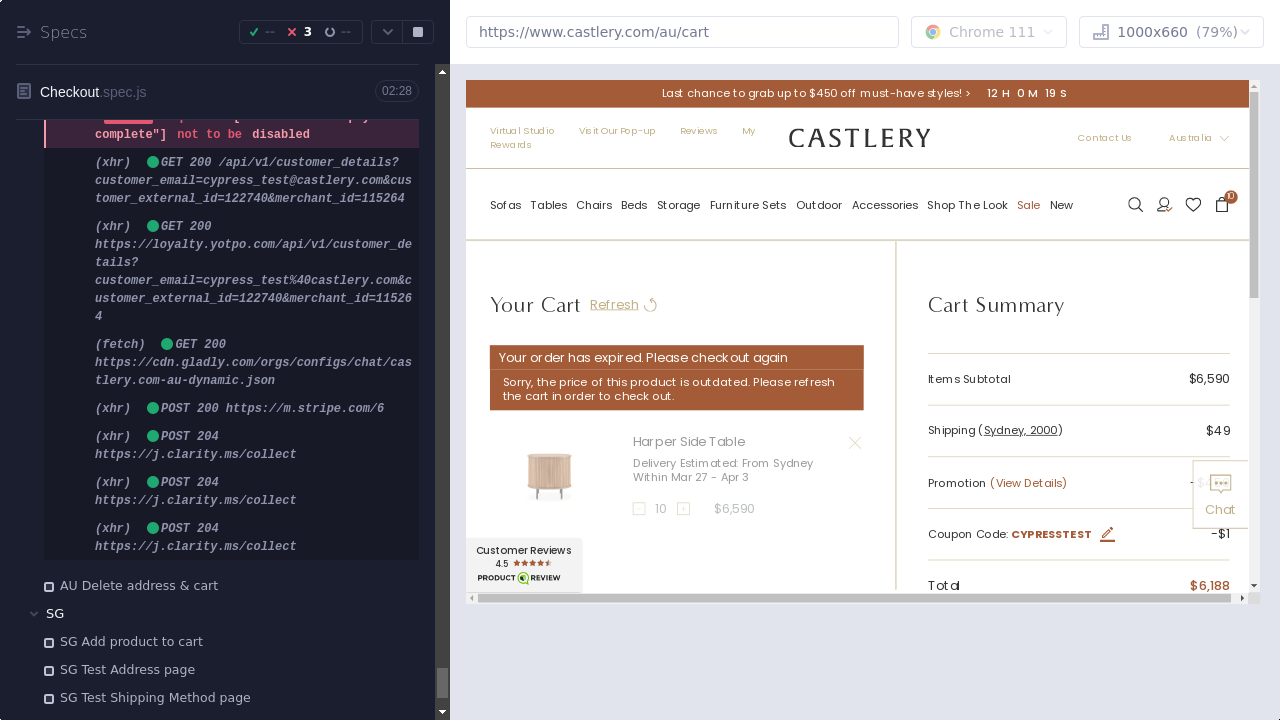 Specs
--
3
--
https://www.castlery.com/au/cart
Chrome 111
1000x660 (79%)
Checkout.spec.js
02:28
complete"] not to be disabled
(xhr) GET 200 /api/v1/customer_details?
customer_email=cypress_test@castlery.com&cus
tomer_external_id=122740&merchant_id=115264
(xhr) GET 200
https://loyalty.yotpo.com/api/v1/customer_de
tails?
customer_email=cypress_test%40castlery.com&c
ustomer_external_id=122740&merchant_id=11526
4
(fetch) GET 200
https://cdn.gladly.com/orgs/configs/chat/cas
tlery.com-au-dynamic.json
(xhr) POST 200 https://m.stripe.com/6
(xhr) POST 204
https://j.clarity.ms/collect
(xhr) POST 204
https://j.clarity.ms/collect
(xhr) POST 204
https://j.clarity.ms/collect
AU Delete address & cart
SG
SG Add product to cart
SG Test Address page
SG Test Shipping Method page
Last chance to grab up to $450 off must-have styles! > 12 H 0 M 19 S
Virtual Studio Visit Our Pop-up Reviews My
Rewards
CASTLERY
Contact Us
Australia
Sofas Tables Chairs Beds Storage Furniture Sets Outdoor Accessories Shop The Look Sale New
10
Your Cart Refresh
Your order has expired. Please checkout again
Sorry, the price of this product is outdated. Please refresh
the cart in order to check out.
Harper Side Table
Delivery Estimated: From Sydney
Within Mar 27 - Apr 3
- 10 + $6,590
Customer Reviews
4.5
PRODUCT REVIEW
Cart Summary
Items Subtotal $6,590
Shipping (Sydney, 2000) $49
Promotion (View Details)
Chat
Coupon Code: CYPRESSTEST -$1
Total $6,188